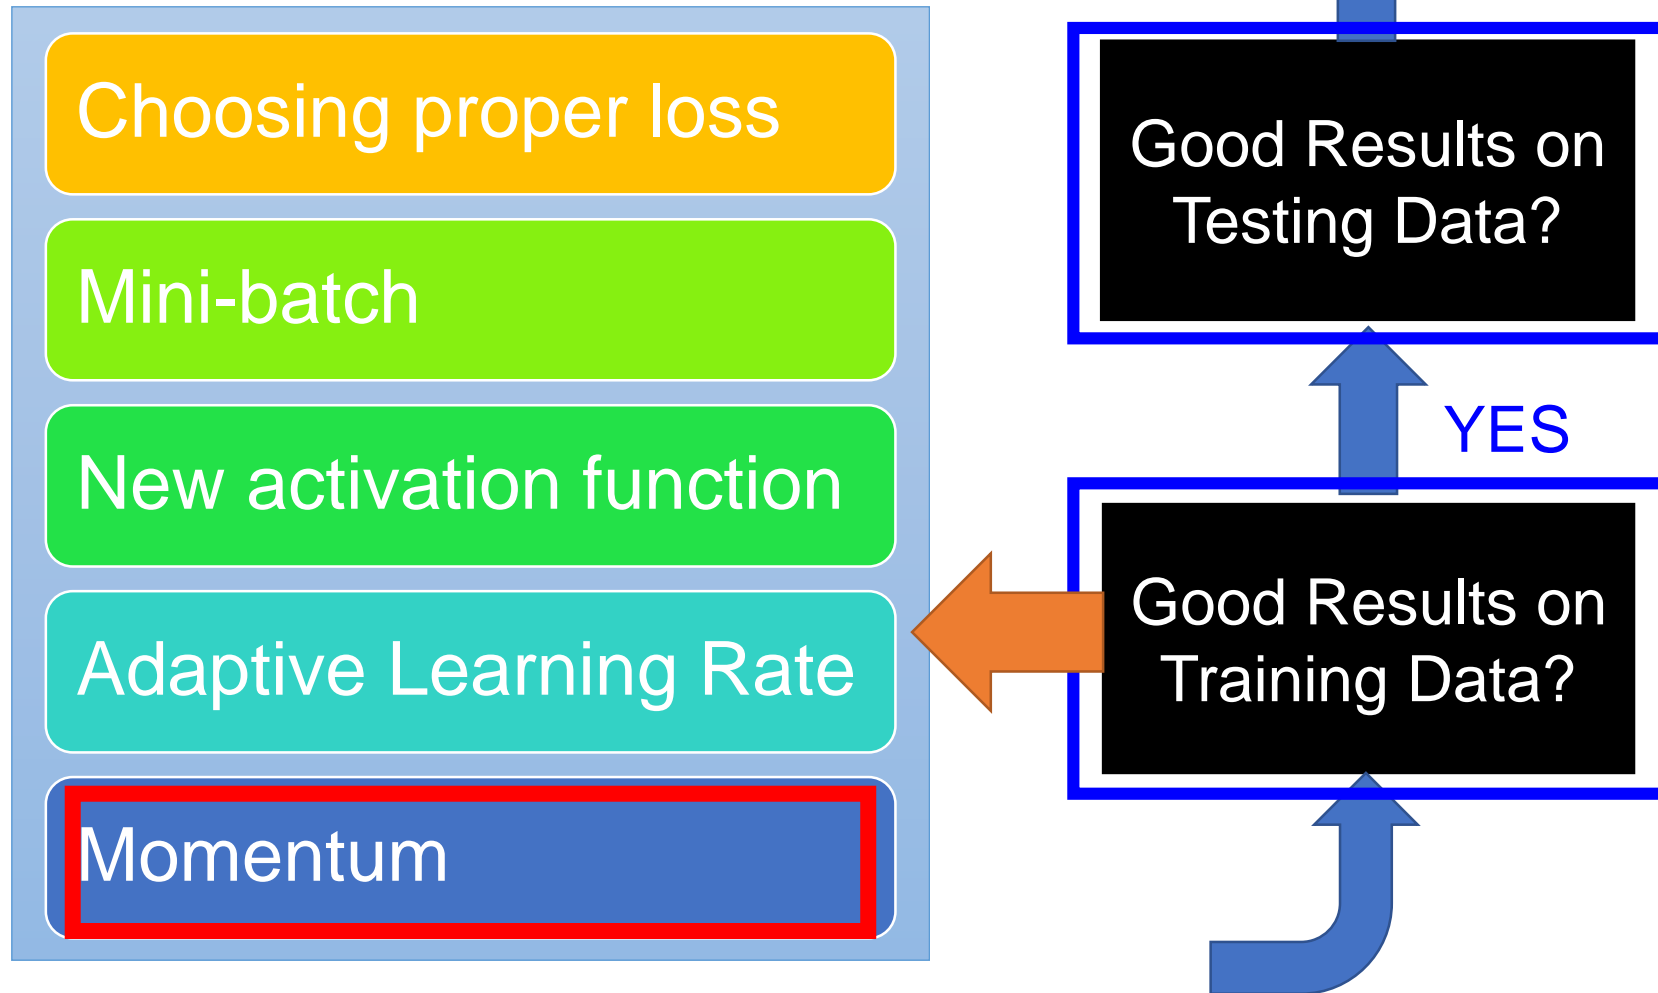 Choosing proper loss
Mini-batch
New activation function
Adaptive Learning Rate
Momentum
Good Results on
Testing Data?
YES
Good Results on
Training Data?